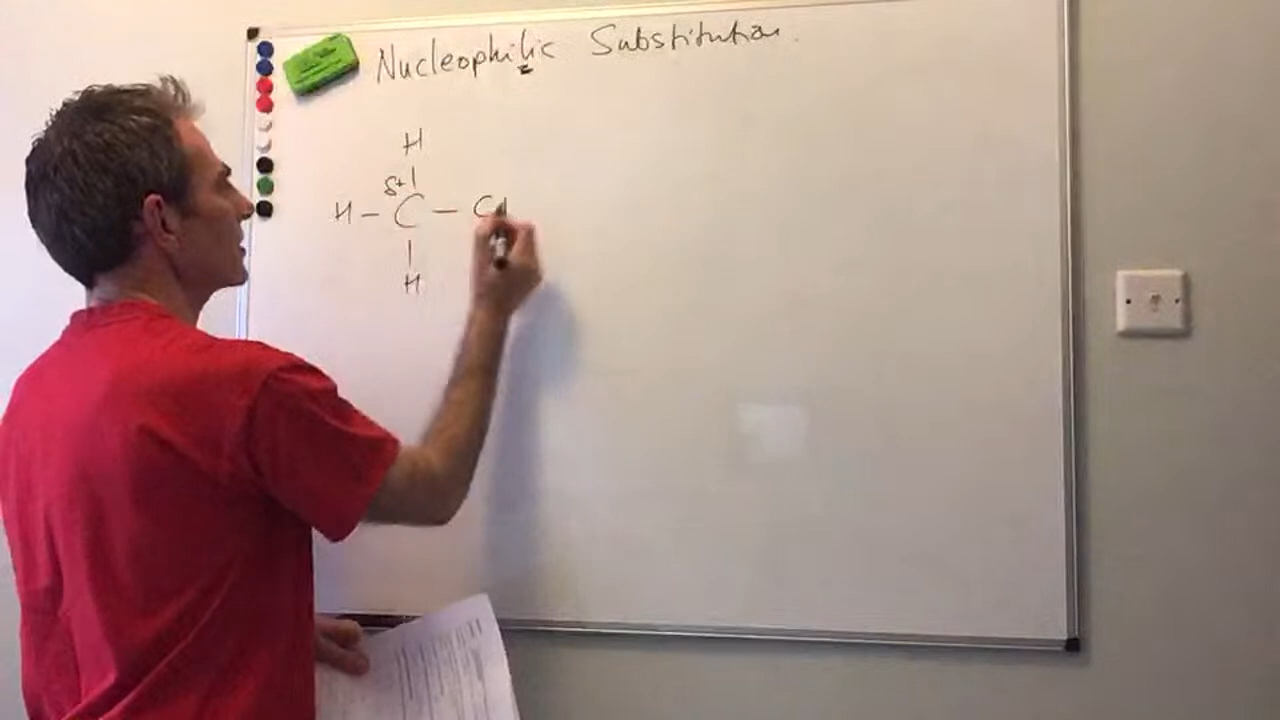 Nucleophilic Substitution.
H
δ+
H - C - Cl
H